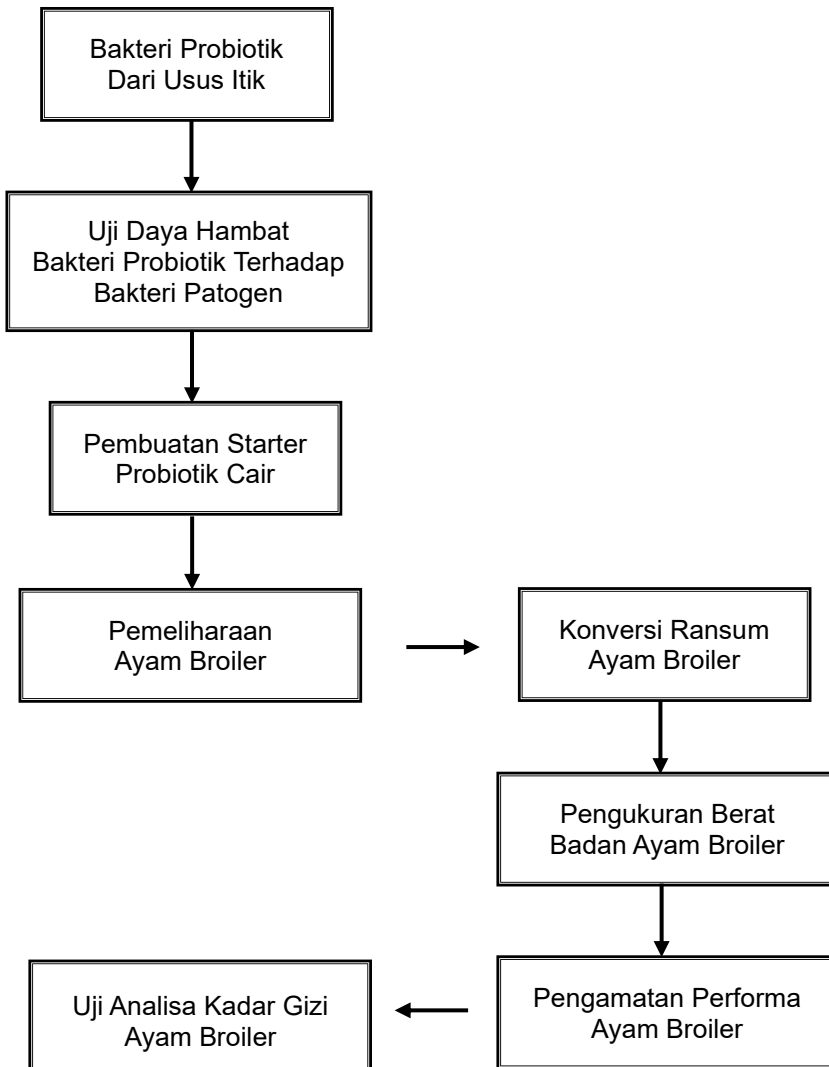 Bakteri Probiotik
Dari Usus Itik
Uji Daya Hambat
Bakteri Probiotik Terhadap
Bakteri Patogen
Pembuatan Starter
Probiotik Cair
Pemeliharaan
Ayam Broiler
Konversi Ransum
Ayam Broiler
Pengukuran Berat
Badan Ayam Broiler
Pengamatan Performa
Ayam Broiler
Uji Analisa Kadar Gizi
Ayam Broiler